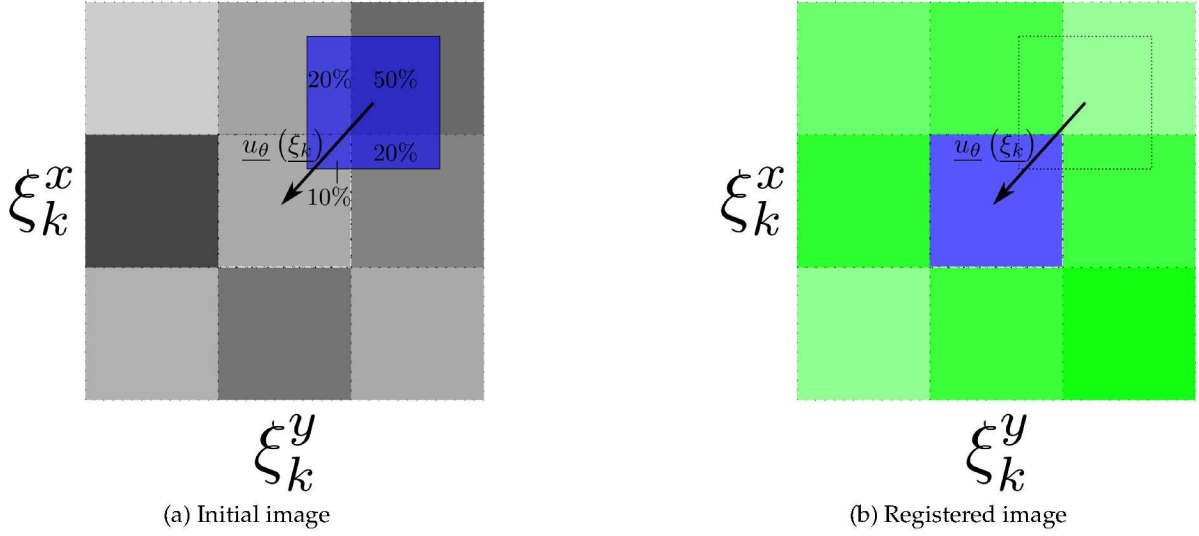 20% 50%
u_θ (ξ_k)
20%
10%
ξ_k^x
ξ_k^y
(a) Initial image
u_θ (ξ_k)
ξ_k^x
ξ_k^y
(b) Registered image